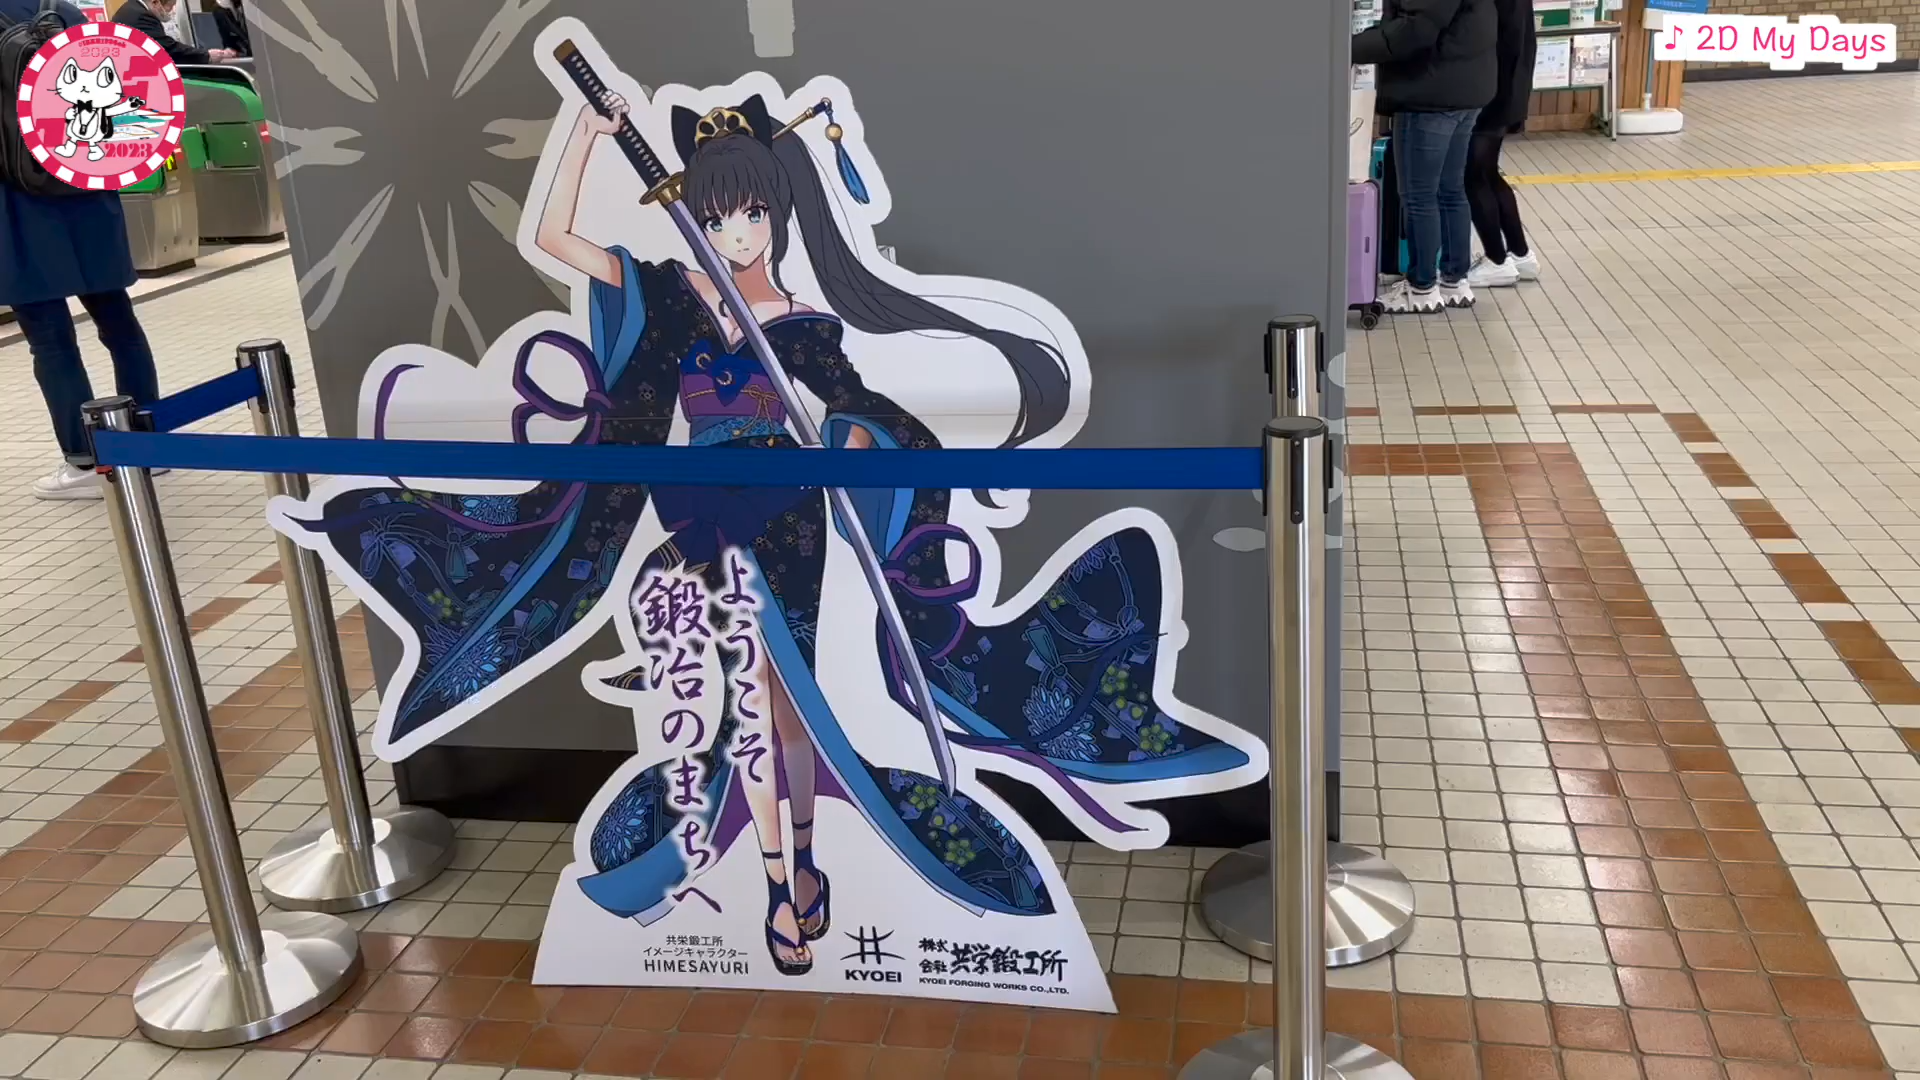 2023
2023
♪ 2D My Days
ようこそ
鍛冶のまちへ
共栄鍛工所
イメージキャラクター
HIMESAYURI
KYOEI
株式
会社 共栄鍛工所
KYOEI FORGING WORKS CO.,LTD.